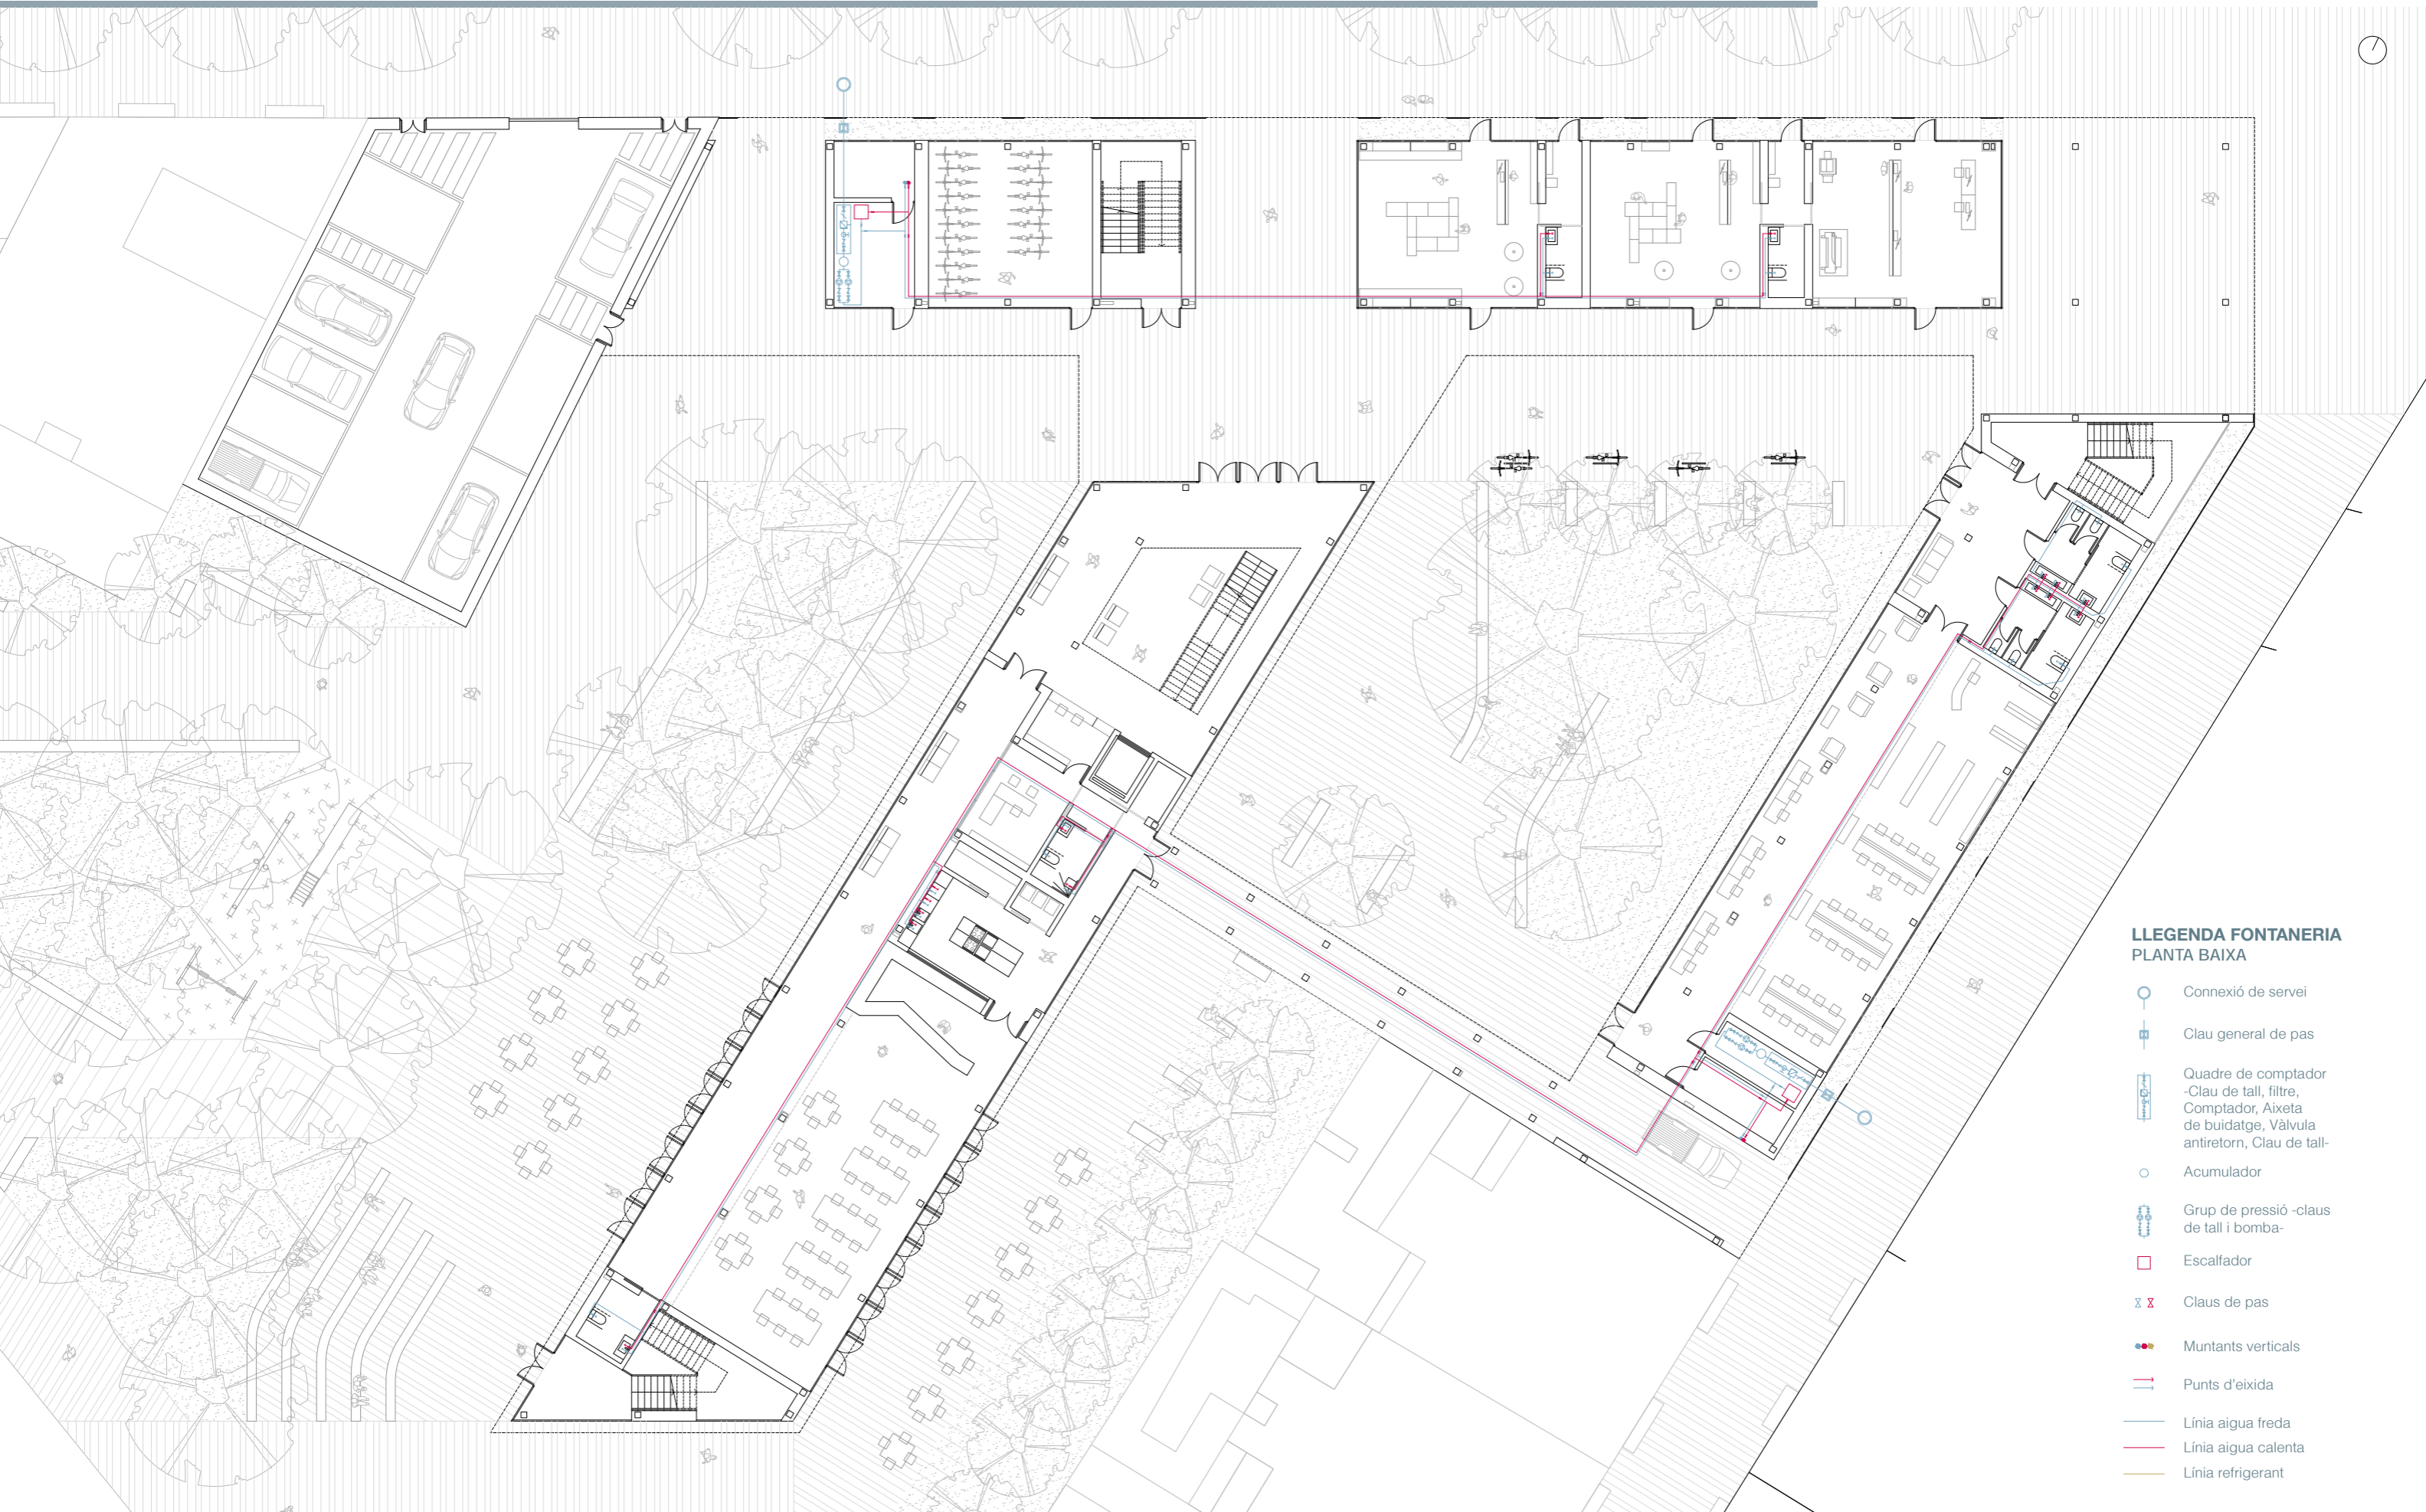 LLEGENDA FONTANERIA
PLANTA BAIXA
Connexió de servei
Clau general de pas
Quadre de comptador
-Clau de tall, filtre,
Comptador, Aixeta
de buidatge, Vàlvula
antiretorn, Clau de tall-
Acumulador
Grup de pressió -claus
de tall i bomba-
Escalfador
Claus de pas
Muntants verticals
Punts d'eixida
Línia aigua freda
Línia aigua calenta
Línia refrigerant